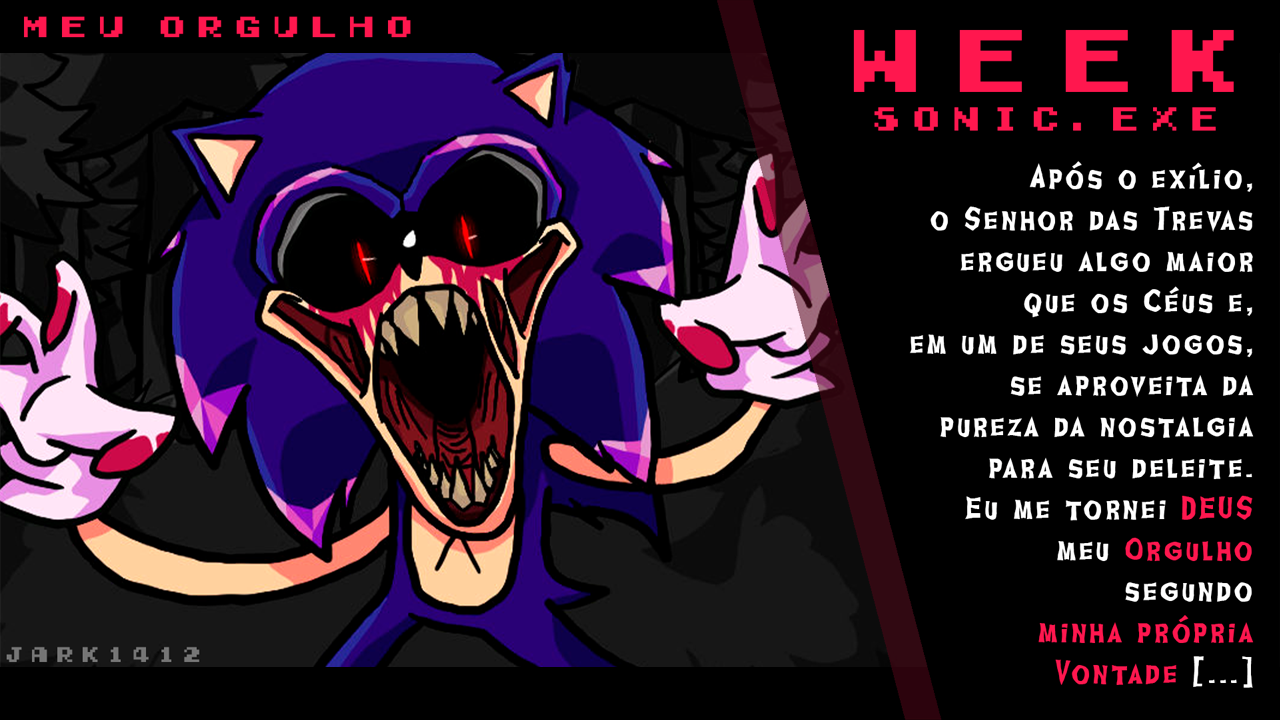 MEU ORGULHO
WEEK
SONIC.EXE
Após o exílio,
o Senhor das Trevas
ergueu algo maior
que os Céus e,
em um de seus jogos,
se aproveita da
pureza da nostalgia
para seu deleite.
Eu me tornei DEUS
meu Orgulho
segundo
minha própria
Vontade [...]
JARK1412